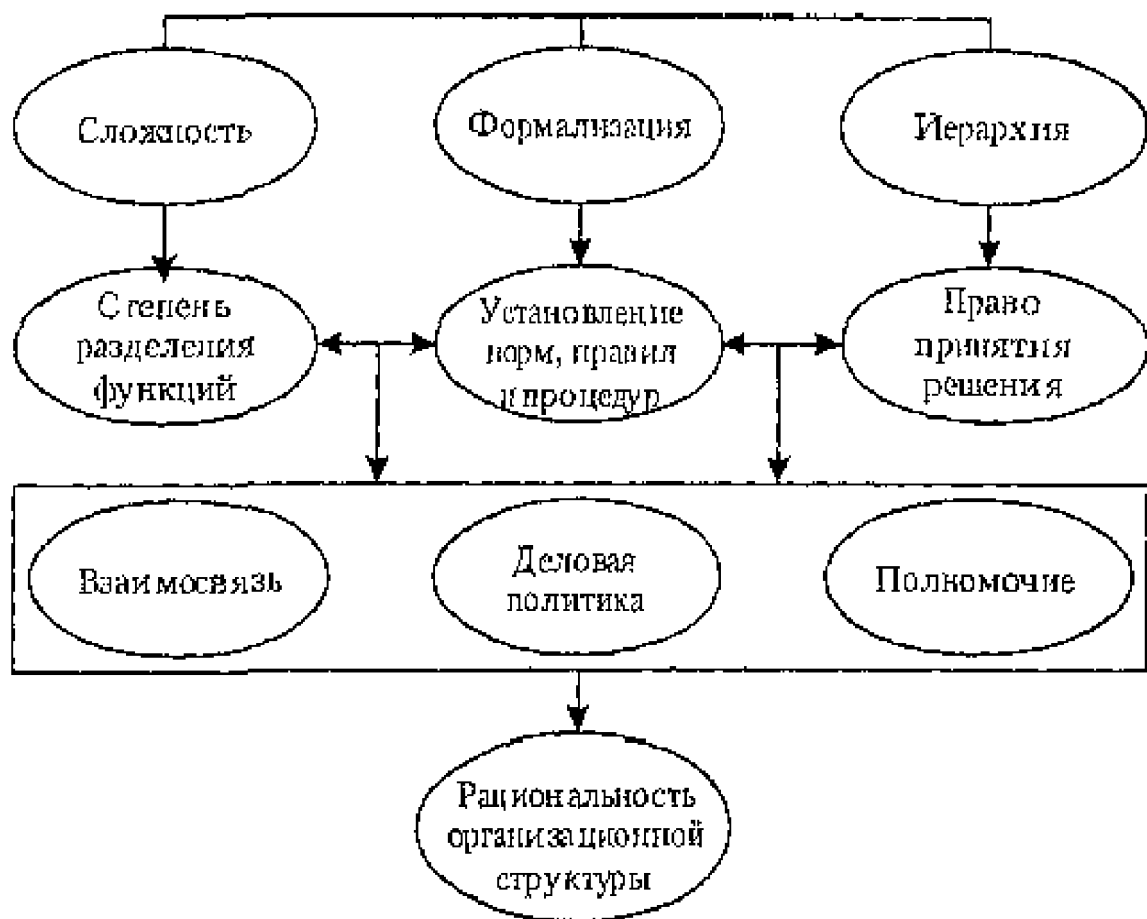 Сложность
Формализация
Иерархия
Степень
разделения
функций
Установление
норм, правил
и процедур
Право
принятия
решения
Взаимосвязь
Деловая
политика
Полномочие
Рациональность
организационной
структуры